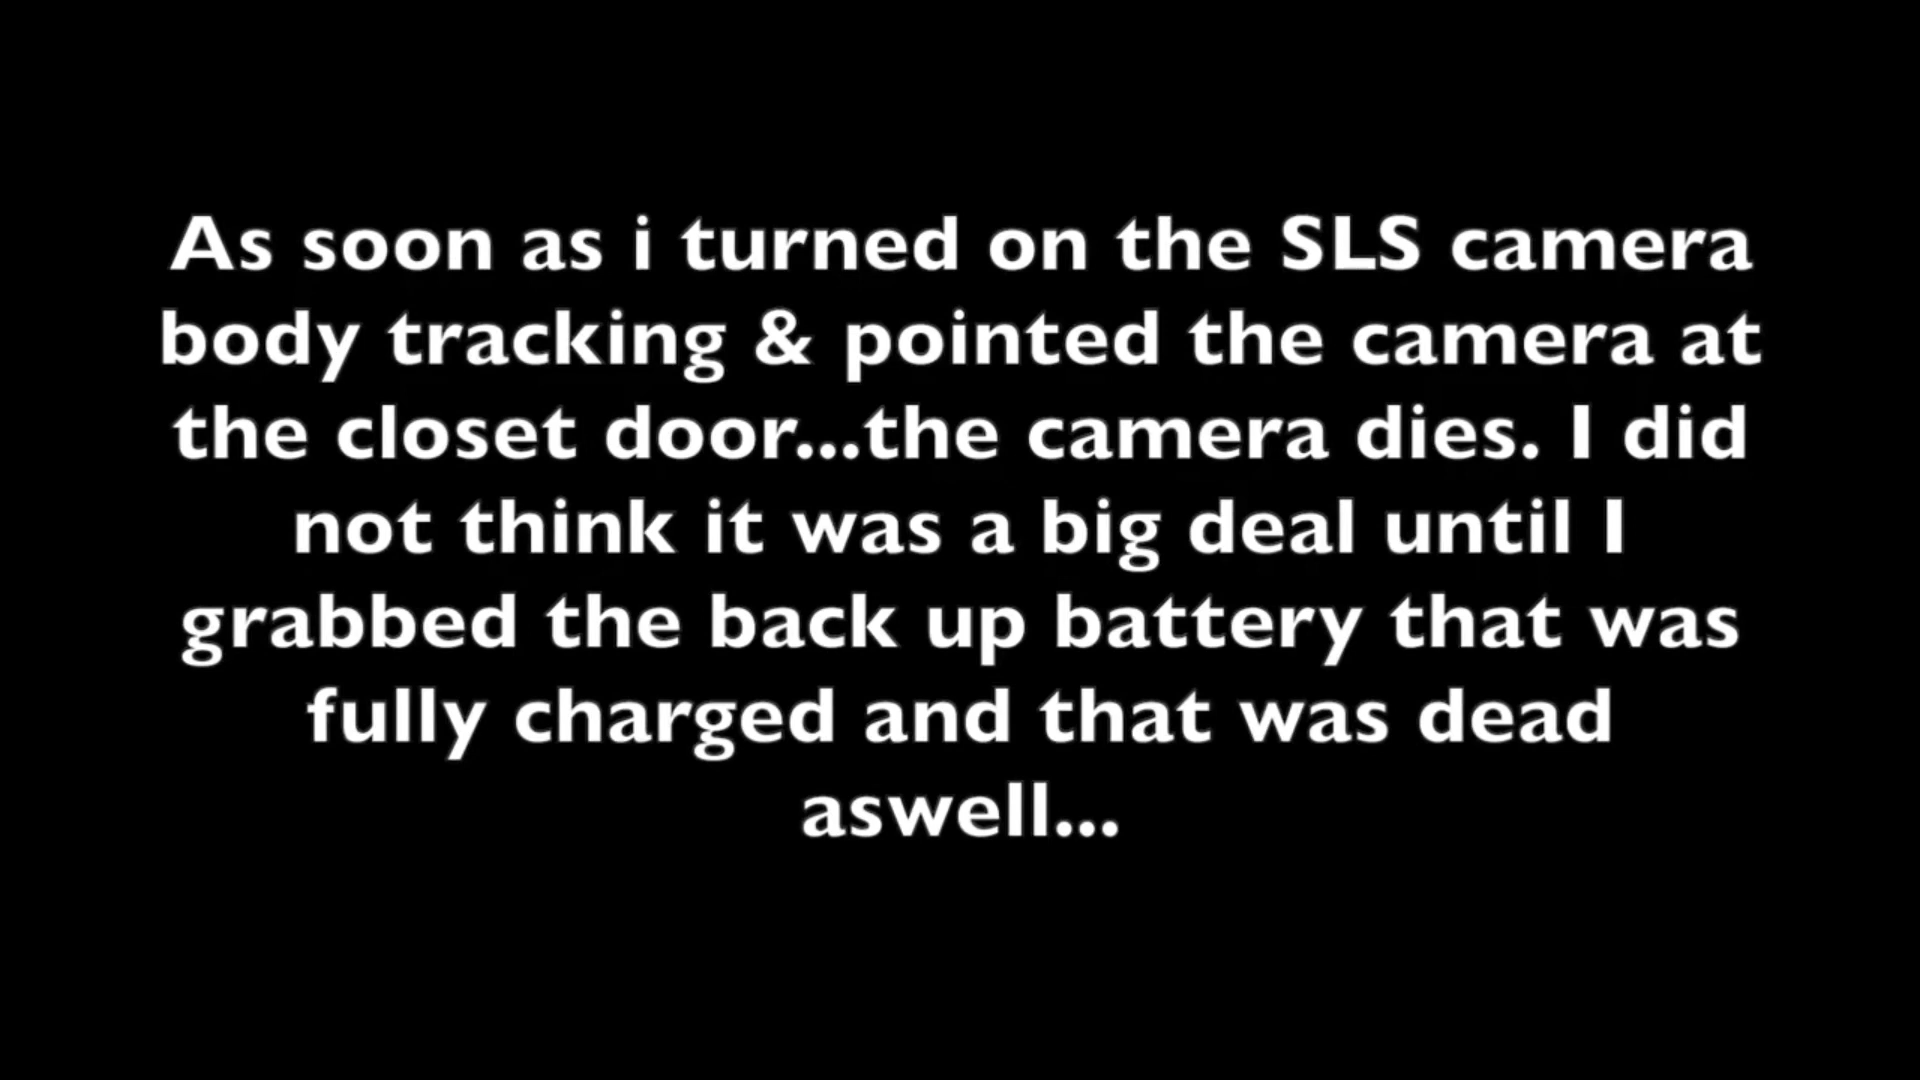 As soon as i turned on the SLS camera
body tracking & pointed the camera at
the closet door...the camera dies. I did
not think it was a big deal until I
grabbed the back up battery that was
fully charged and that was dead
aswell...